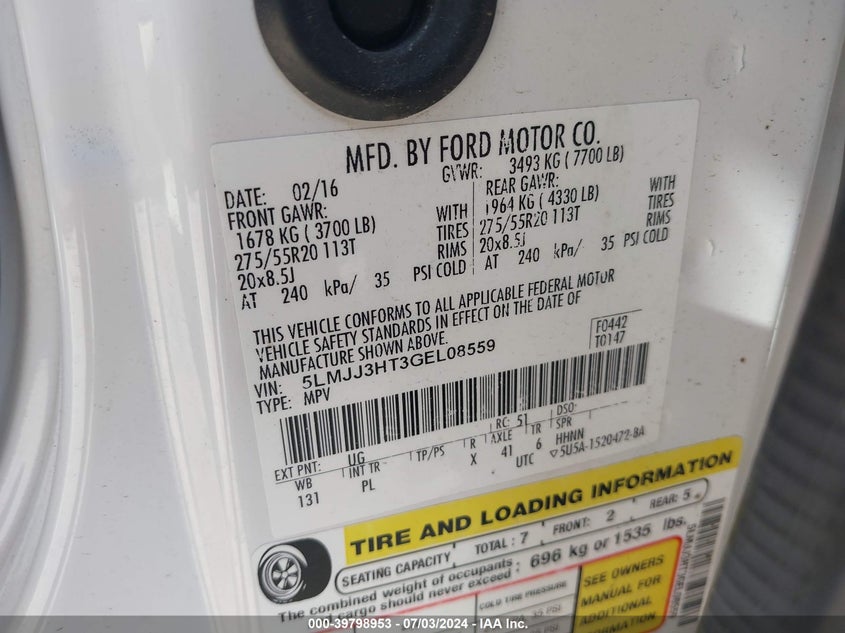 MFD. BY FORD MOTOR CO.
DATE: 02/16 GVWR: 3493 KG ( 7700 LB)
FRONT GAWR: REAR GAWR:
1678 KG ( 3700 LB) WITH 1964 KG ( 4330 LB) WITH
275/55R20 113T TIRES 275/55R20 113T TIRES
20x8.5J RIMS 20x8.5J RIMS
AT 240 kPa/ 35 PSI COLD AT 240 kPa/ 35 PSI COLD
THIS VEHICLE CONFORMS TO ALL APPLICABLE FEDERAL MOTOR
VEHICLE SAFETY STANDARDS IN EFFECT ON THE DATE OF
MANUFACTURE SHOWN ABOVE.
F0442
T0147
VIN: 5LMJJ3HT3GEL08559
TYPE: MPV
EXT PNT: UG RC: 51 DSO:
WB INT TR TP/PS R AXLE TR SPR
131 PL X 41 6 HHNN
UTC ▽5U5A-1520472-BA
TIRE AND LOADING INFORMATION
SEATING CAPACITY TOTAL: 7 FRONT: 2 REAR: 5
The combined weight of occupants
and cargo should never exceed: 696 kg or 1535 lbs.
COLD TIRE PRESSURE
35 PSI
SEE OWNERS
MANUAL FOR
ADDITIONAL
INFORMATION
000-39798953 - 07/03/2024 - IAA Inc.